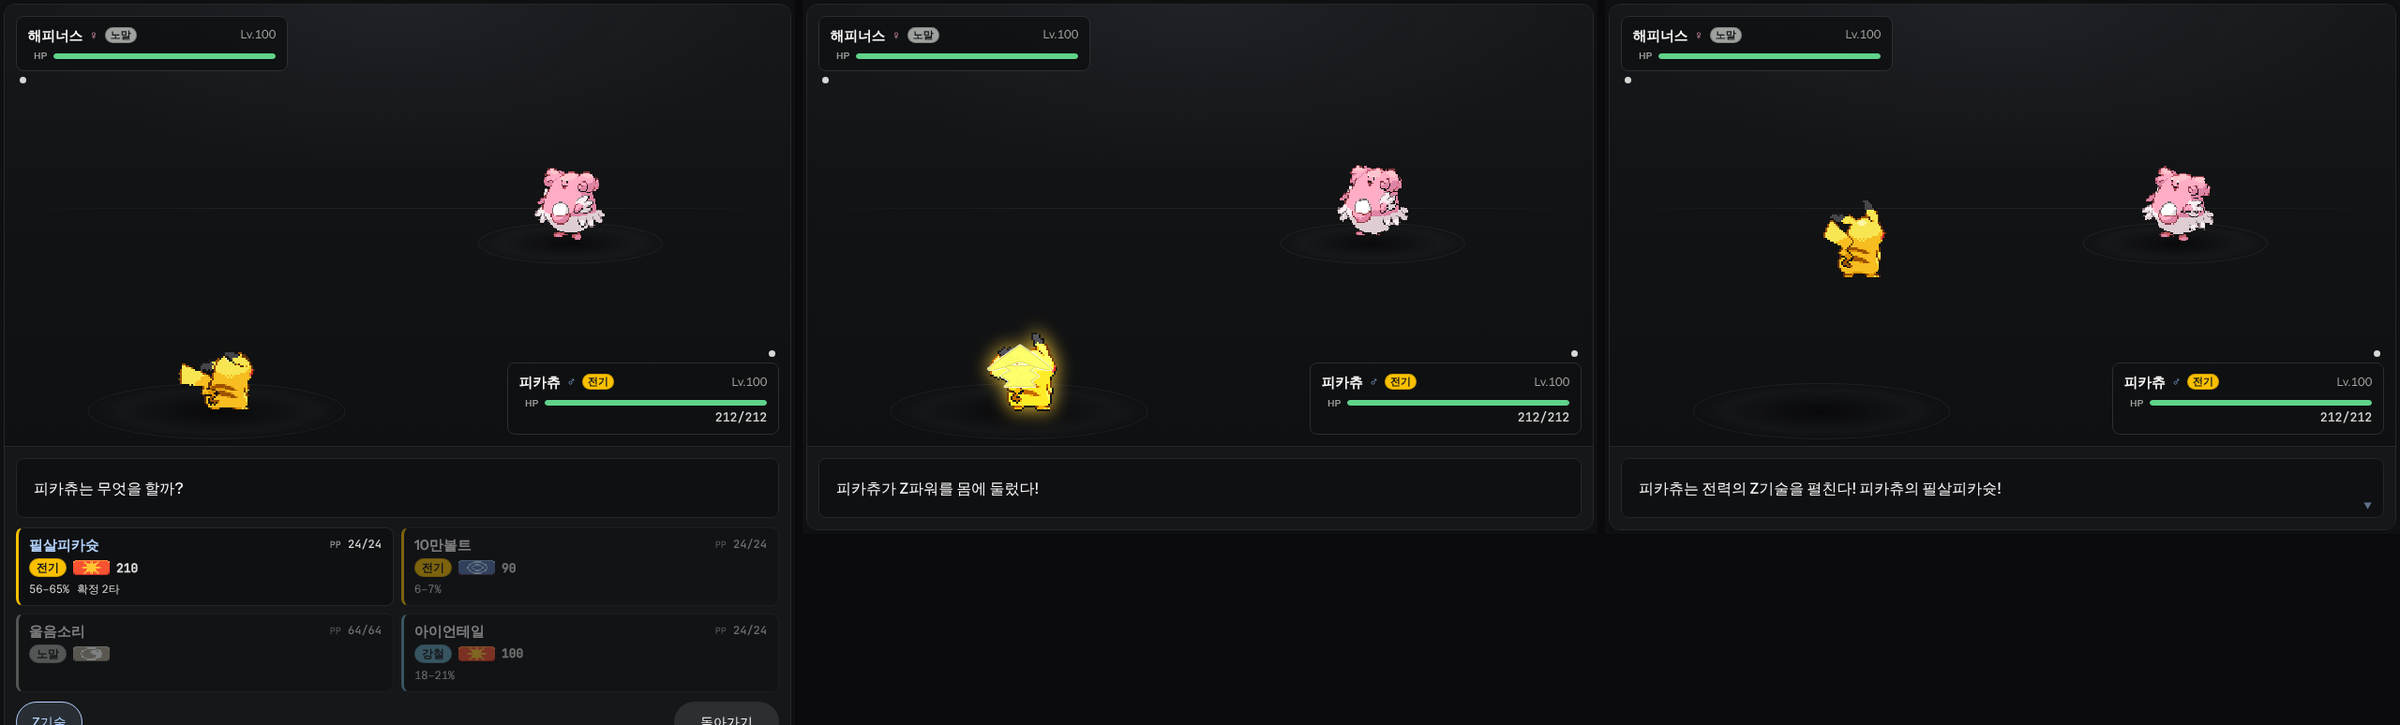 해피너스 ♀ 노말 Lv.100
HP
피카츄 ♂ 전기 Lv.100
HP
212/212
피카츄는 무엇을 할까?
필살피카슛 PP 24/24
전기 210
56-65% 확정 2타
10만볼트 PP 24/24
전기 90
6-7%
울음소리 PP 64/64
노말
아이언테일 PP 24/24
강철 100
18-21%
Z기술
돌아가기
해피너스 ♀ 노말 Lv.100
HP
피카츄 ♂ 전기 Lv.100
HP
212/212
피카츄가 Z파워를 몸에 둘렀다!
해피너스 ♀ 노말 Lv.100
HP
피카츄 ♂ 전기 Lv.100
HP
212/212
피카츄는 전력의 Z기술을 펼친다! 피카츄의 필살피카슛!